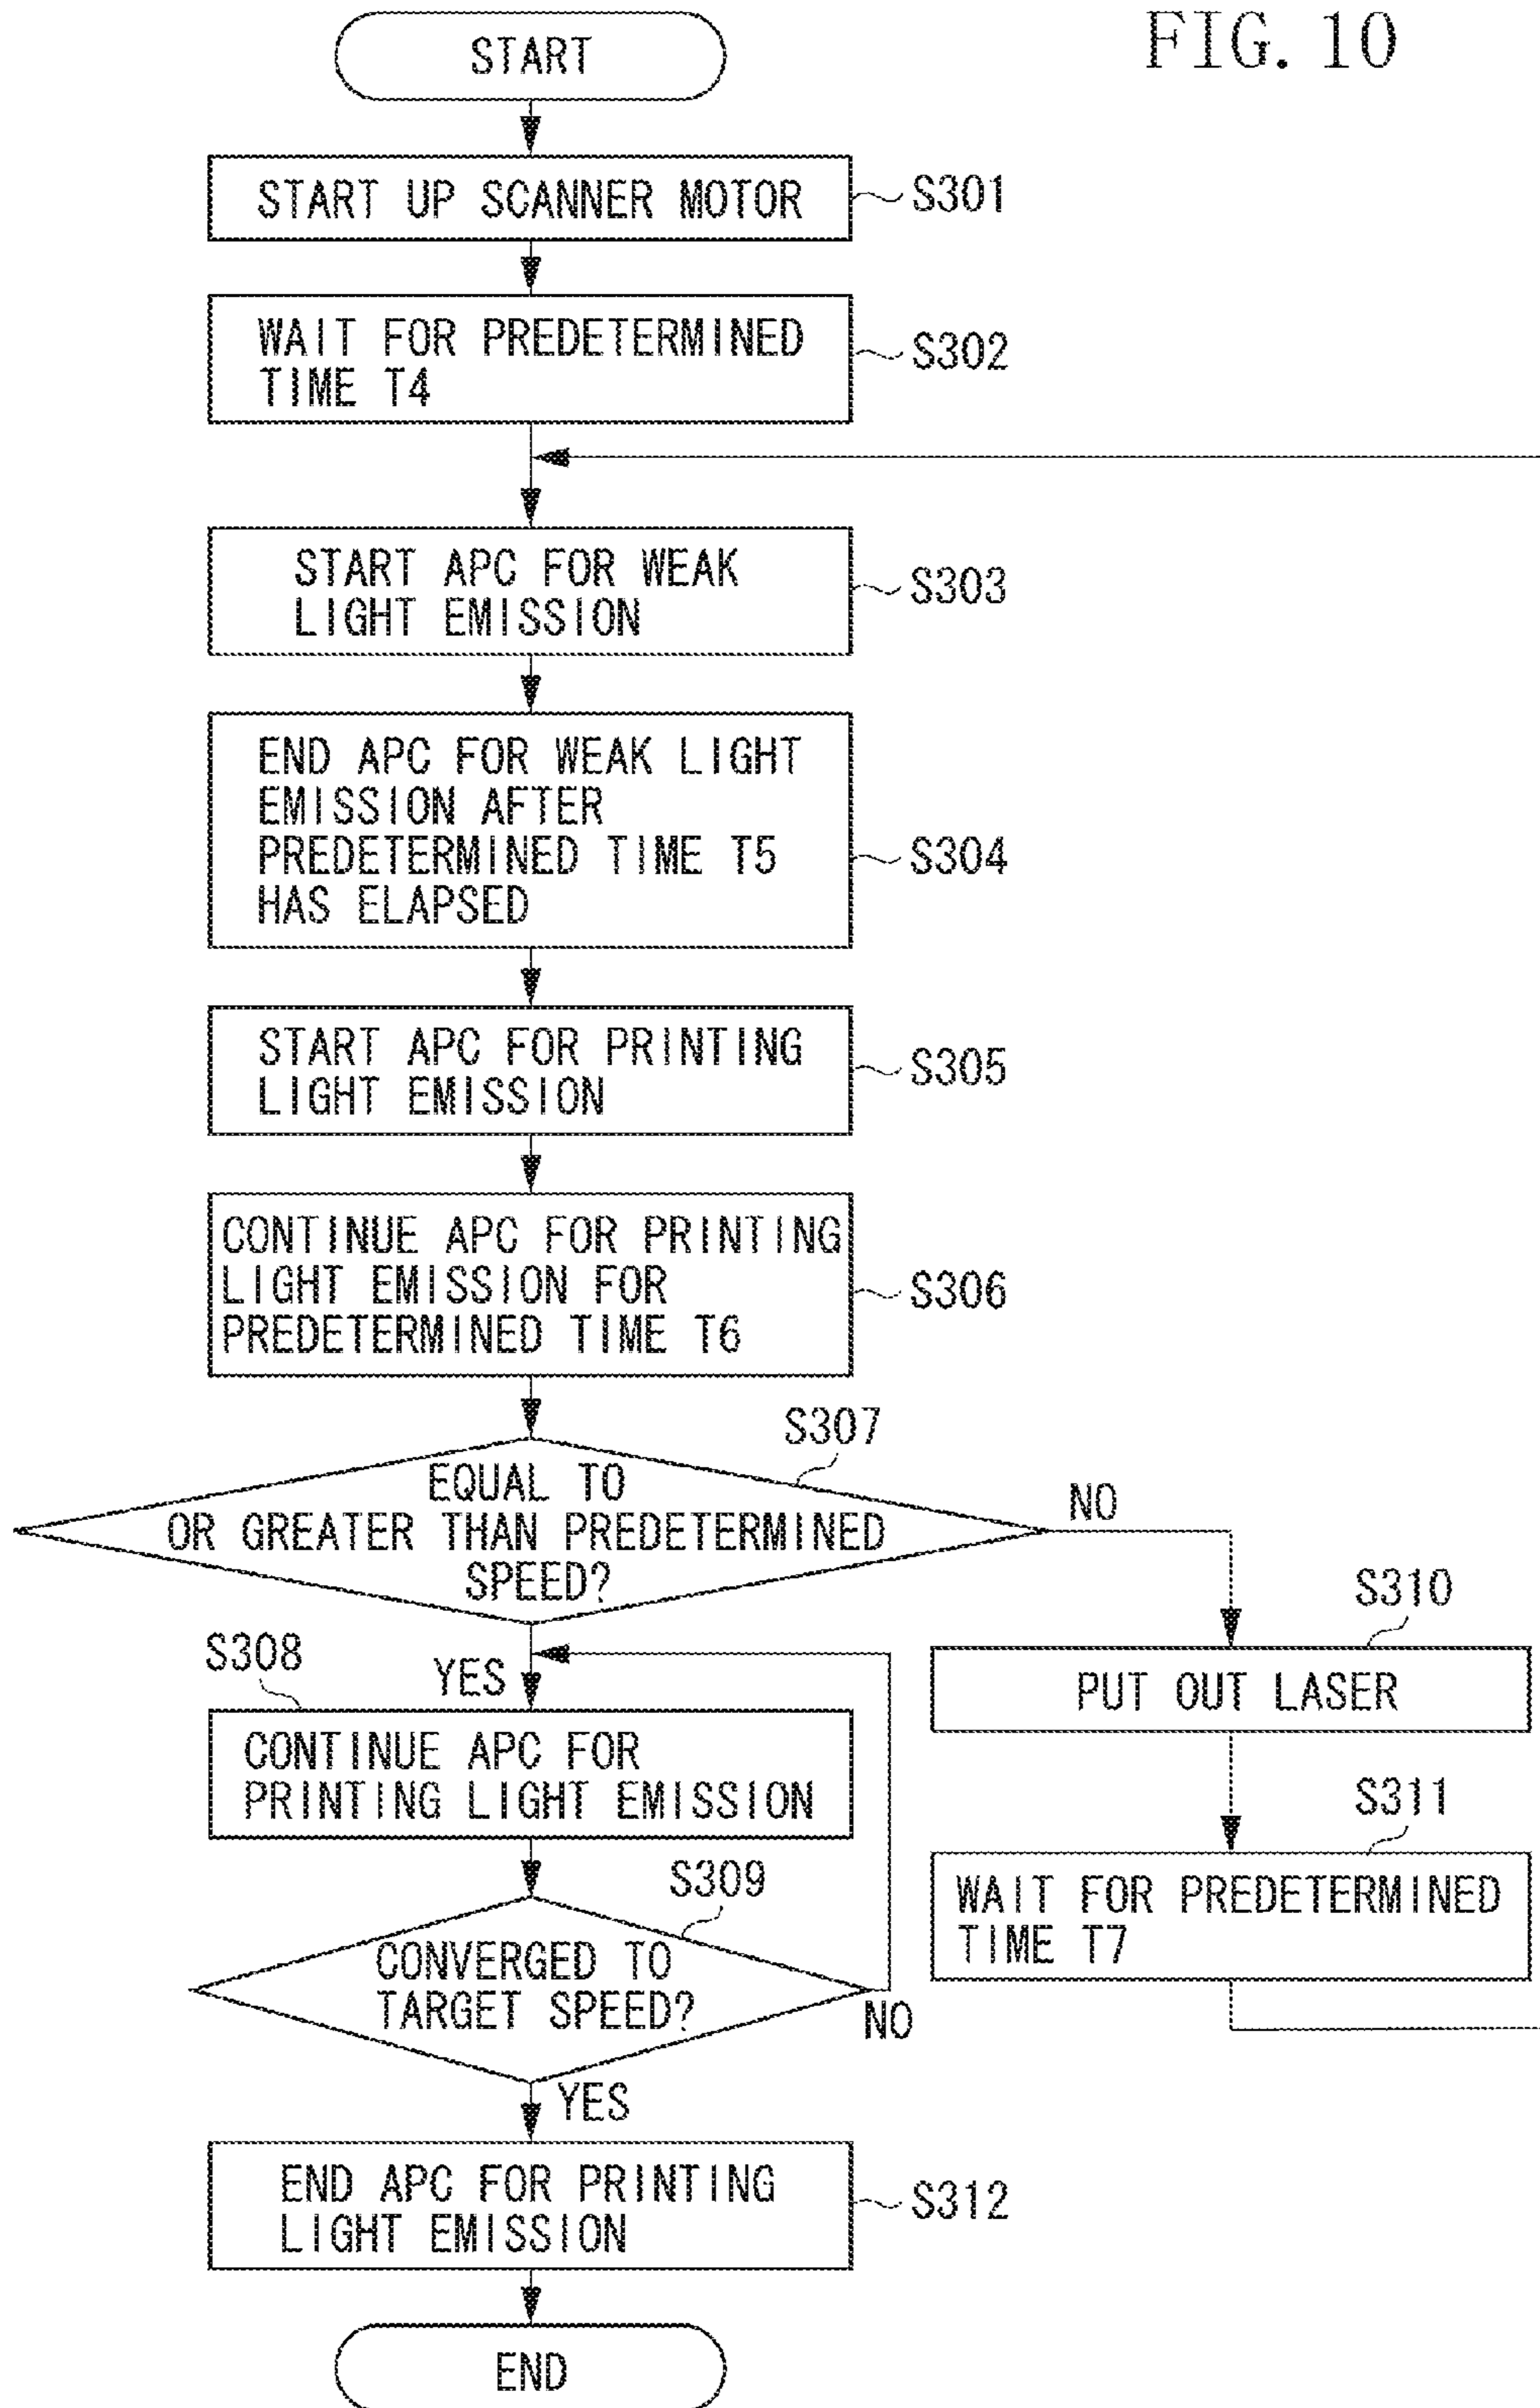 FIG. 10
START
START UP SCANNER MOTOR
S301
WAIT FOR PREDETERMINED
TIME T4
S302
START APC FOR WEAK
LIGHT EMISSION
S303
END APC FOR WEAK LIGHT
EMISSION AFTER
PREDETERMINED TIME T5
HAS ELAPSED
S304
START APC FOR PRINTING
LIGHT EMISSION
S305
CONTINUE APC FOR PRINTING
LIGHT EMISSION FOR
PREDETERMINED TIME T6
S306
S307
EQUAL TO
OR GREATER THAN PREDETERMINED
SPEED?
NO
YES
S308
CONTINUE APC FOR
PRINTING LIGHT EMISSION
S309
CONVERGED TO
TARGET SPEED?
NO
YES
S310
PUT OUT LASER
S311
WAIT FOR PREDETERMINED
TIME T7
END APC FOR PRINTING
LIGHT EMISSION
S312
END